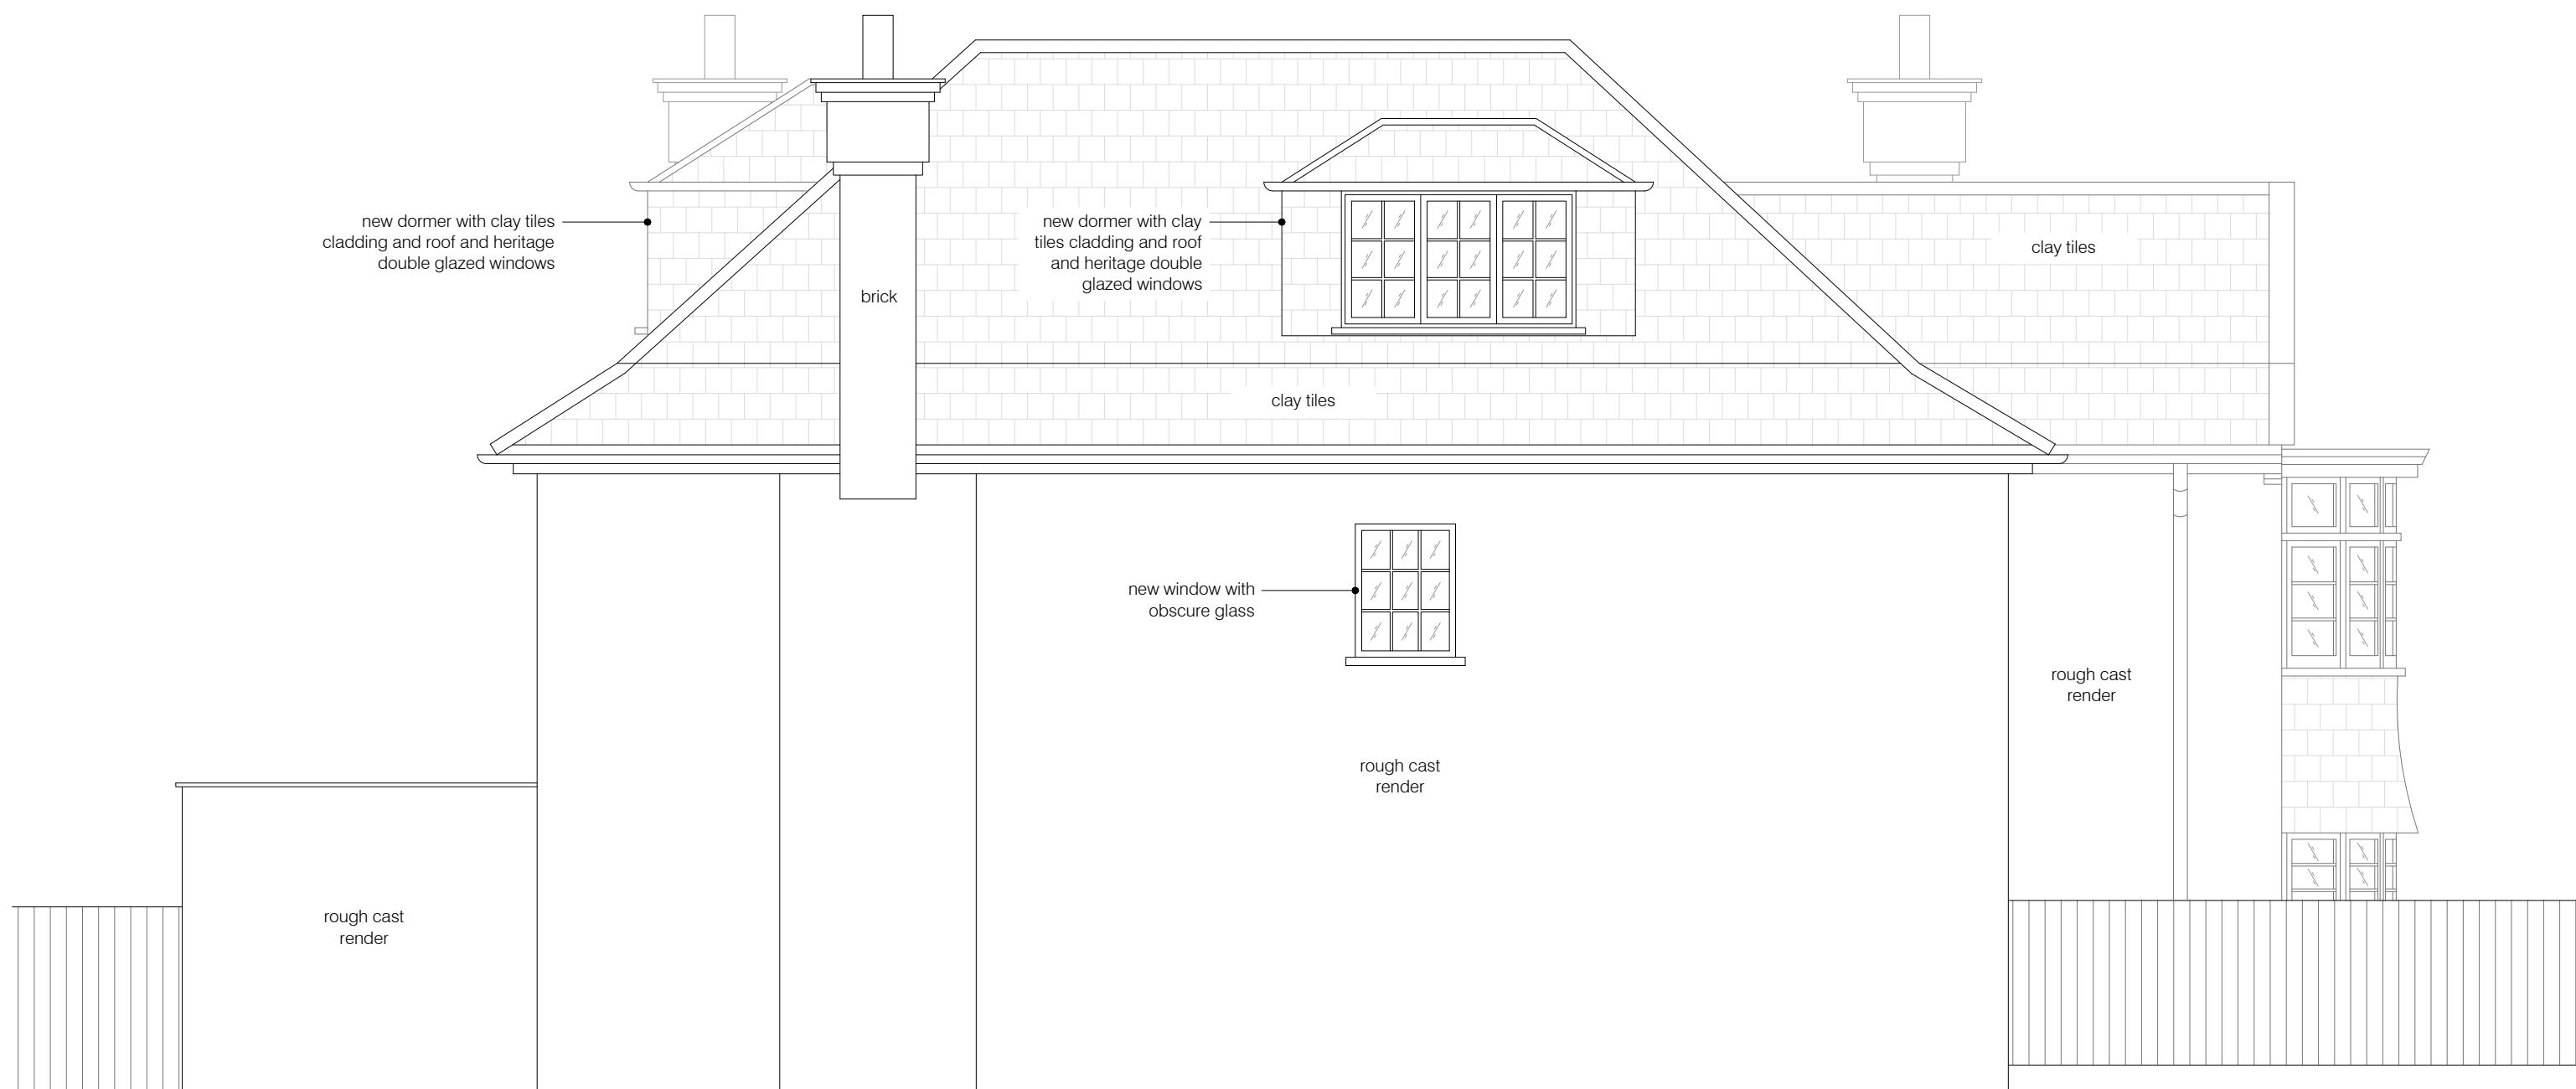 new dormer with clay tiles
cladding and roof and heritage
double glazed windows
new dormer with clay
tiles cladding and roof
and heritage double
glazed windows
clay tiles
brick
clay tiles
new window with
obscure glass
rough cast
render
rough cast
render
rough cast
render